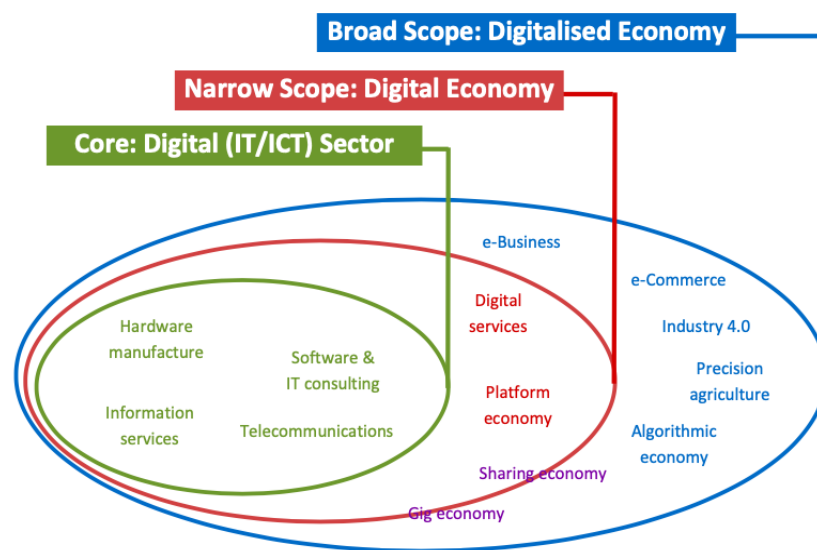 Broad Scope: Digitalised Economy
Narrow Scope: Digital Economy
Core: Digital (IT/ICT) Sector
e-Business
e-Commerce
Digital
services
Hardware
manufacture
Industry 4.0
Software &
IT consulting
Precision
agriculture
Platform
economy
Information
services
Telecommunications
Algorithmic
economy
Sharing economy
Gig economy